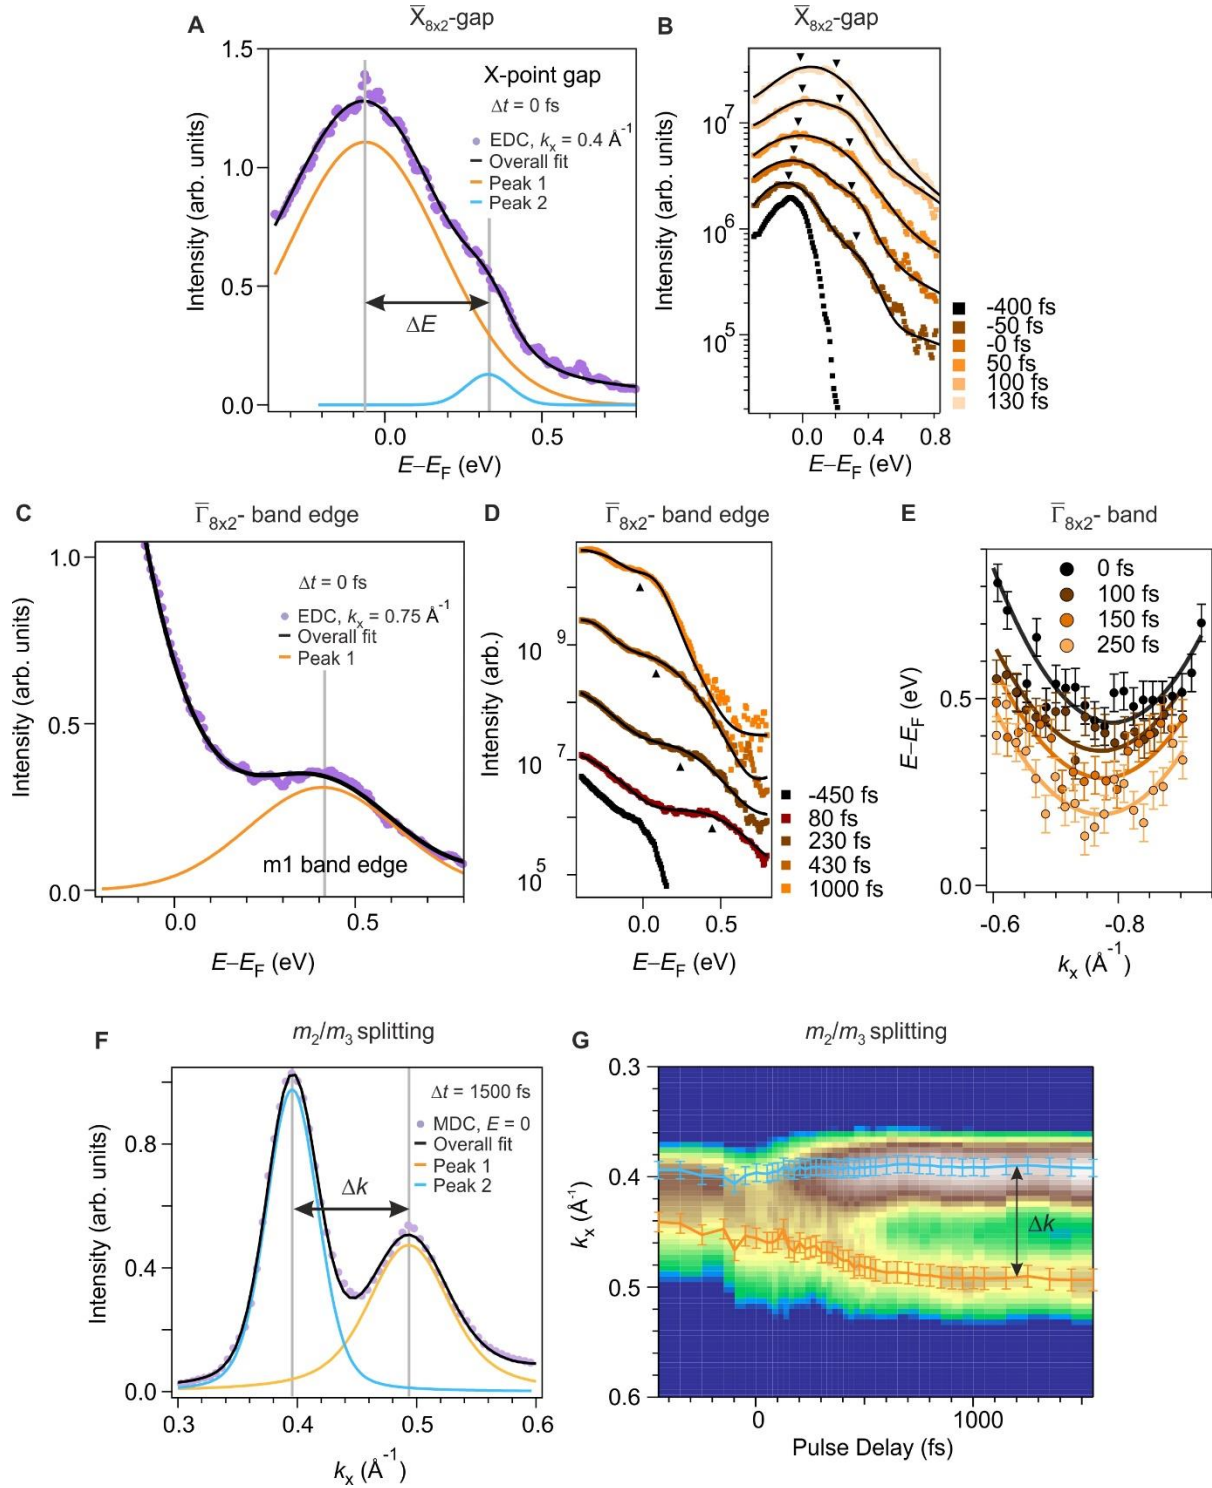 A
X̅8x2-gap
1.5
1.0
0.5
0.0
Intensity (arb. units)
X-point gap
Δt = 0 fs
EDC, kx = 0.4 Å-1
Overall fit
Peak 1
Peak 2
ΔE
0.0
0.5
E–EF (eV)
B
X̅8x2-gap
10^7
10^6
10^5
Intensity (arb. units)
-400 fs
-50 fs
-0 fs
50 fs
100 fs
130 fs
0.0
0.4
0.8
E–EF (eV)
C
Γ̅8x2- band edge
1.0
0.5
0.0
Intensity (arb. units)
Δt = 0 fs
EDC, kx = 0.75 Å-1
Overall fit
Peak 1
m1 band edge
0.0
0.5
E–EF (eV)
D
Γ̅8x2- band edge
10^9
10^7
10^5
Intensity (arb.)
-450 fs
80 fs
230 fs
430 fs
1000 fs
0.0
0.5
E–EF (eV)
E
Γ̅8x2- band
0 fs
100 fs
150 fs
250 fs
0.5
0.0
E–EF (eV)
-0.6
-0.8
kx (Å-1)
F
m2/m3 splitting
0.8
0.4
0.0
Intensity (arb. units)
Δt = 1500 fs
MDC, E = 0
Overall fit
Peak 1
Peak 2
Δk
0.3
0.4
0.5
0.6
kx (Å-1)
G
m2/m3 splitting
0.3
0.4
0.5
0.6
kx (Å-1)
Δk
0
1000
Pulse Delay (fs)